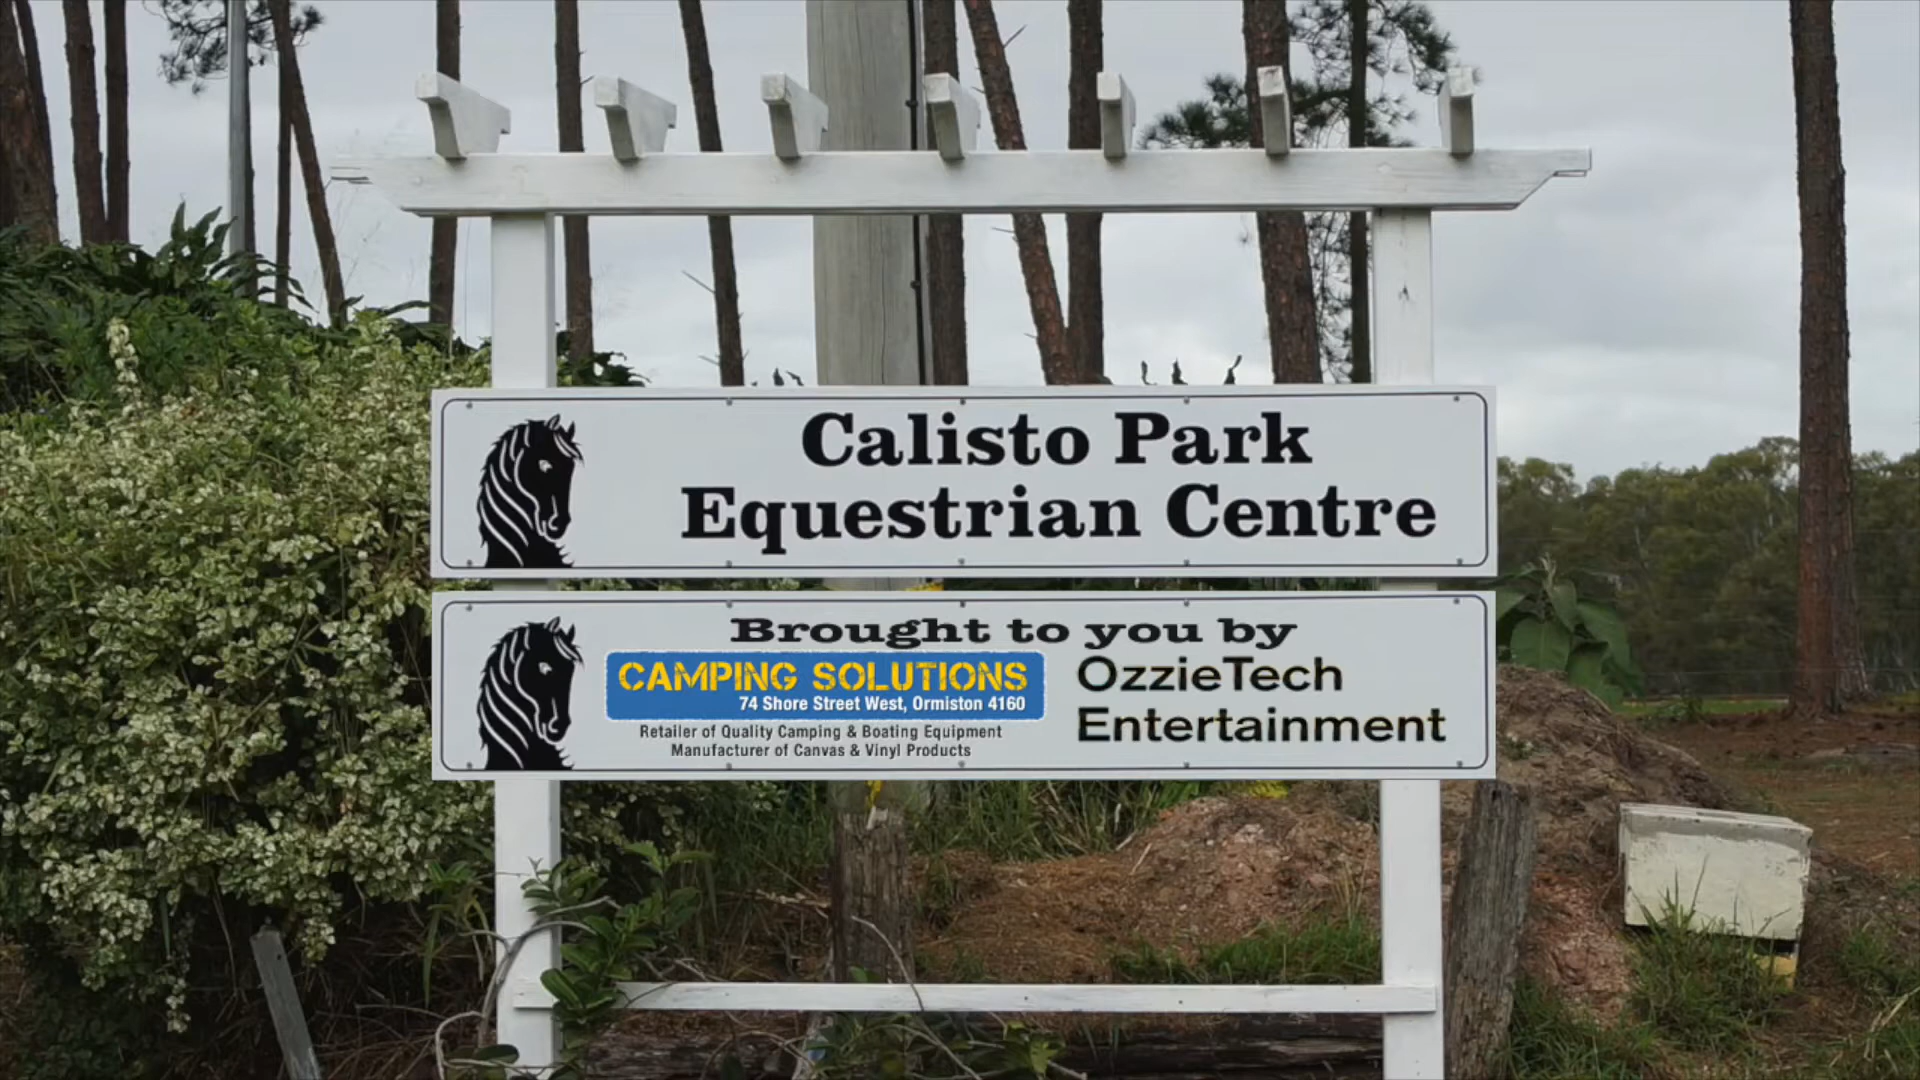 Calisto Park
Equestrian Centre
Brought to you by
CAMPING SOLUTIONS
74 Shore Street West, Ormiston 4160
Retailer of Quality Camping & Boating Equipment
Manufacturer of Canvas & Vinyl Products
OzzieTech
Entertainment